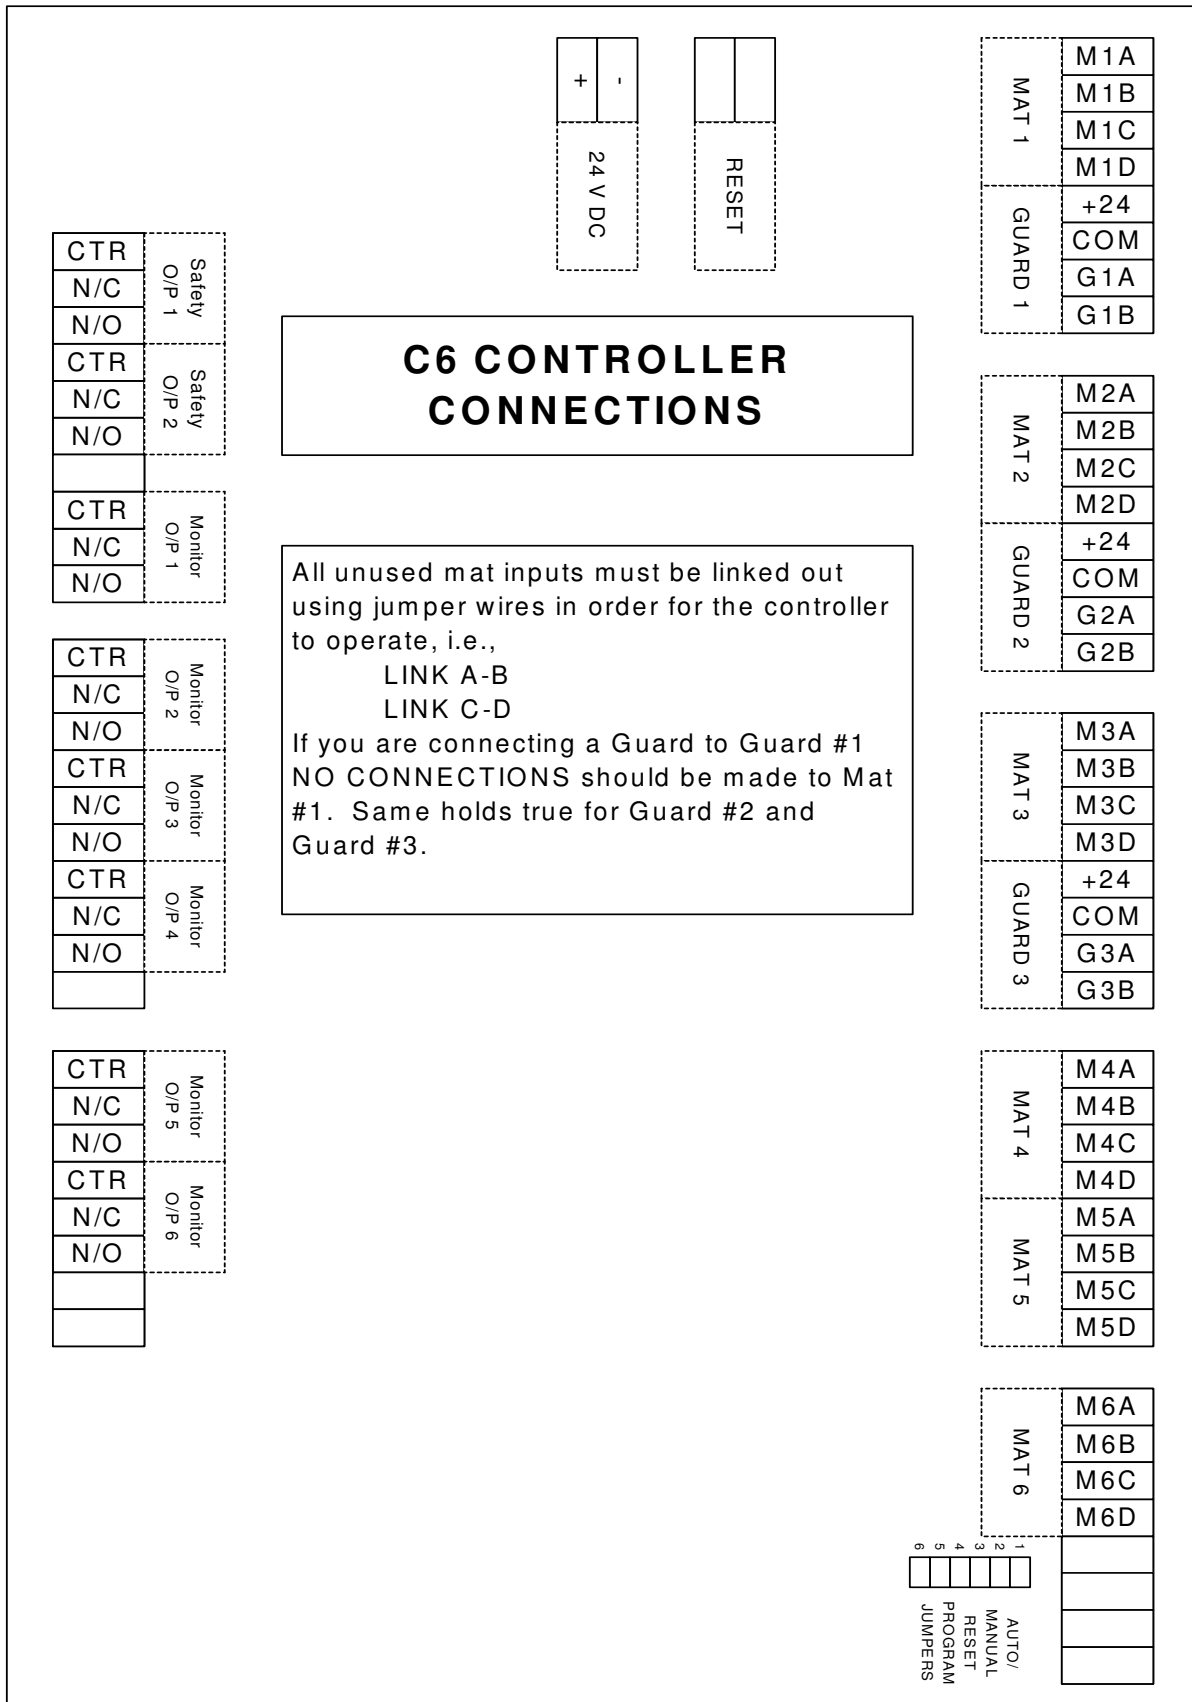 + -
24 V DC
RESET
C6 CONTROLLER
CONNECTIONS
All unused mat inputs must be linked out
using jumper wires in order for the controller
to operate, i.e.,
LINK A-B
LINK C-D
If you are connecting a Guard to Guard #1
NO CONNECTIONS should be made to Mat
#1.  Same holds true for Guard #2 and
Guard #3.
CTR
N/C
N/O
Safety
O/P 1
CTR
N/C
N/O
Safety
O/P 2
CTR
N/C
N/O
Monitor
O/P 1
CTR
N/C
N/O
Monitor
O/P 2
CTR
N/C
N/O
Monitor
O/P 3
CTR
N/C
N/O
Monitor
O/P 4
CTR
N/C
N/O
Monitor
O/P 5
CTR
N/C
N/O
Monitor
O/P 6
MAT 1
M1A
M1B
M1C
M1D
GUARD 1
+24
COM
G1A
G1B
MAT 2
M2A
M2B
M2C
M2D
GUARD 2
+24
COM
G2A
G2B
MAT 3
M3A
M3B
M3C
M3D
GUARD 3
+24
COM
G3A
G3B
MAT 4
M4A
M4B
M4C
M4D
MAT 5
M5A
M5B
M5C
M5D
MAT 6
M6A
M6B
M6C
M6D
1
2
3
4
5
6
AUTO/
MANUAL
RESET
PROGRAM
JUMPERS